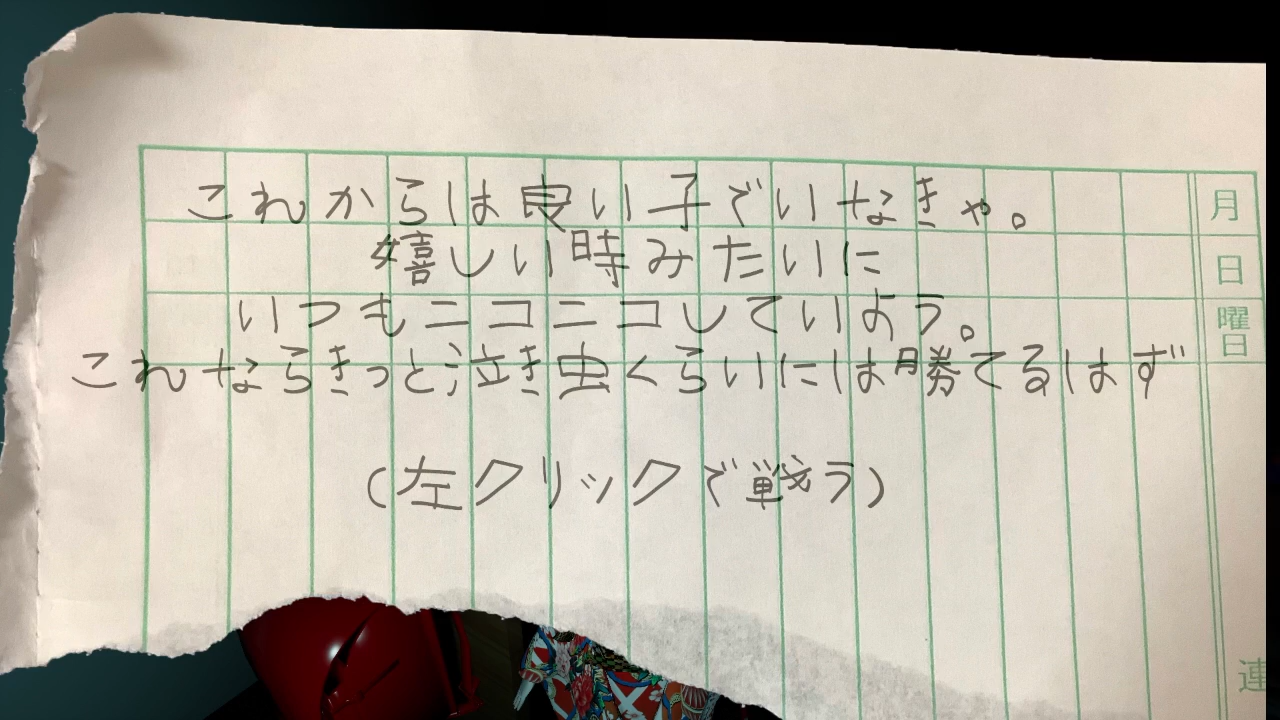 これからは良い子でいなきゃ。
嬉しい時みたいに
いつもニコニコしていよう。
これならきっと泣き虫くらいには勝てるはず
(左クリックで戦う)
月
日
曜日
連